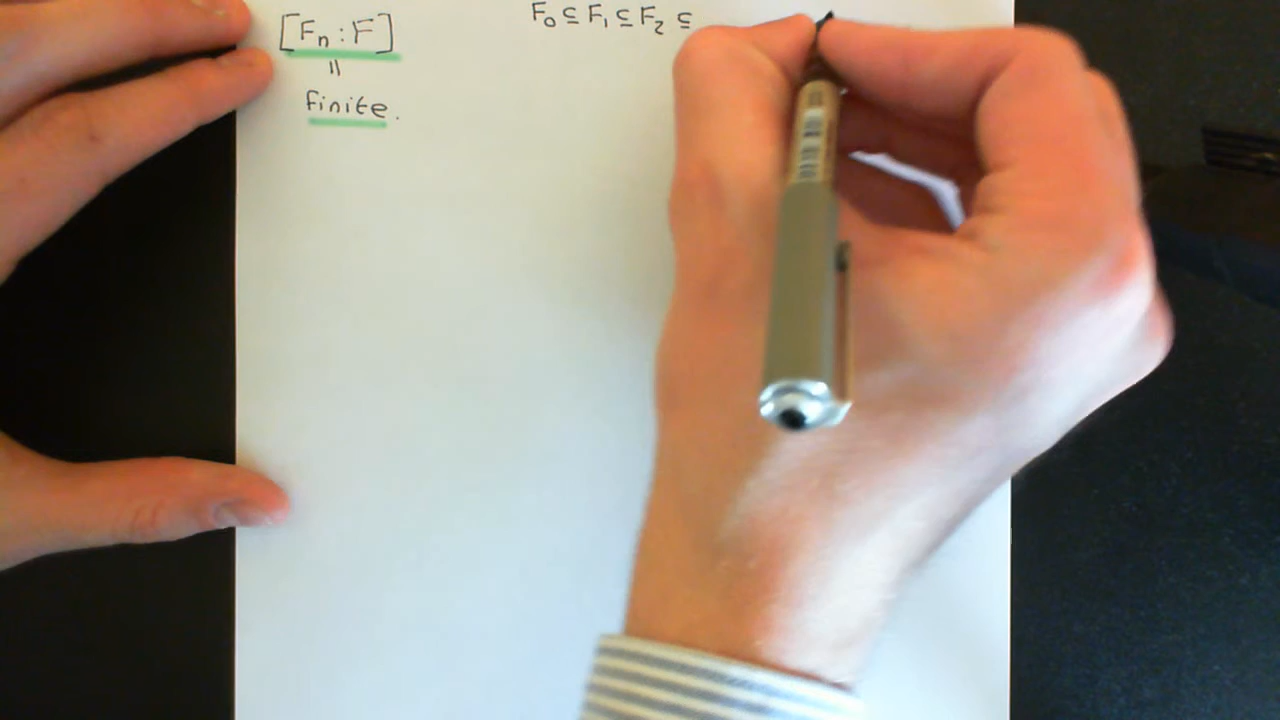 [Fₙ : F]
=
finite.
F₀ ⊆ F₁ ⊆ F₂ ⊆